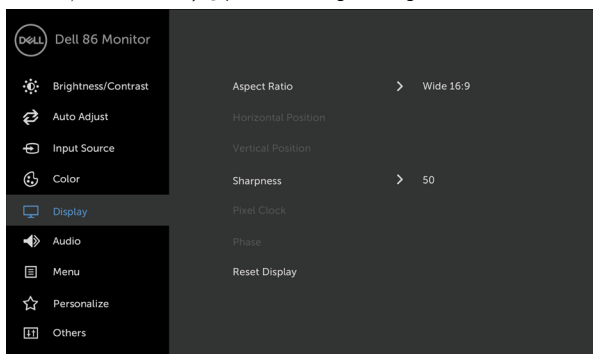 DELL Dell 86 Monitor
Brightness/Contrast
Auto Adjust
Input Source
Color
Display
Audio
Menu
Personalize
Others
Aspect Ratio Wide 16:9
Horizontal Position
Vertical Position
Sharpness 50
Pixel Clock
Phase
Reset Display